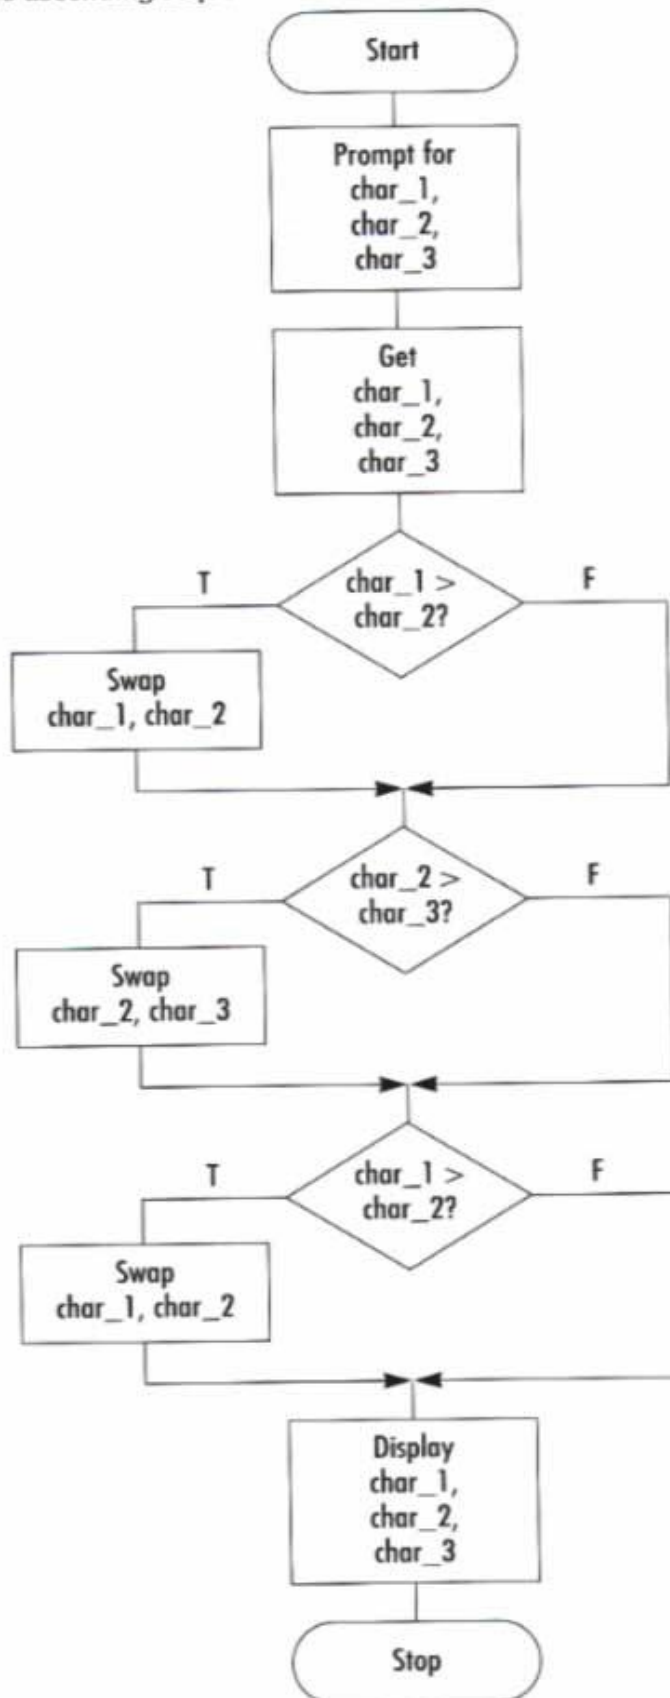 Start
Prompt for
char_1,
char_2,
char_3
Get
char_1,
char_2,
char_3
char_1 >
char_2?
T
F
Swap
char_1, char_2
char_2 >
char_3?
T
F
Swap
char_2, char_3
char_1 >
char_2?
T
F
Swap
char_1, char_2
Display
char_1,
char_2,
char_3
Stop